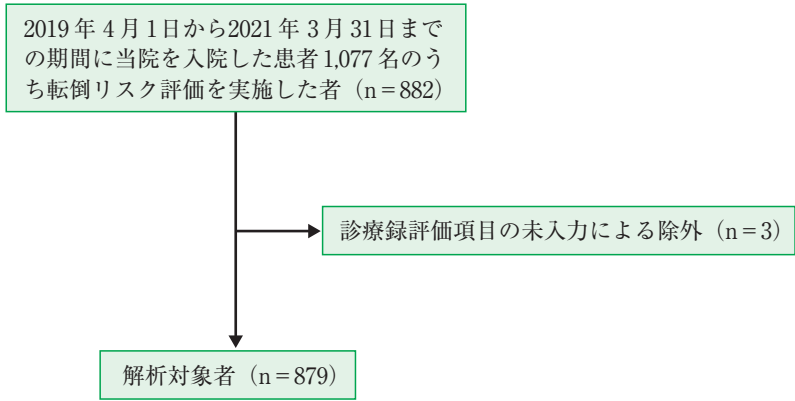 2019 年 4 月 1日から2021 年 3 月 31日まで
の期間に当院を入院した患者 1,077 名のう
ち転倒リスク評価を実施した者（n＝882）
診療録評価項目の未入力による除外（n＝3）
解析対象者（n＝879）